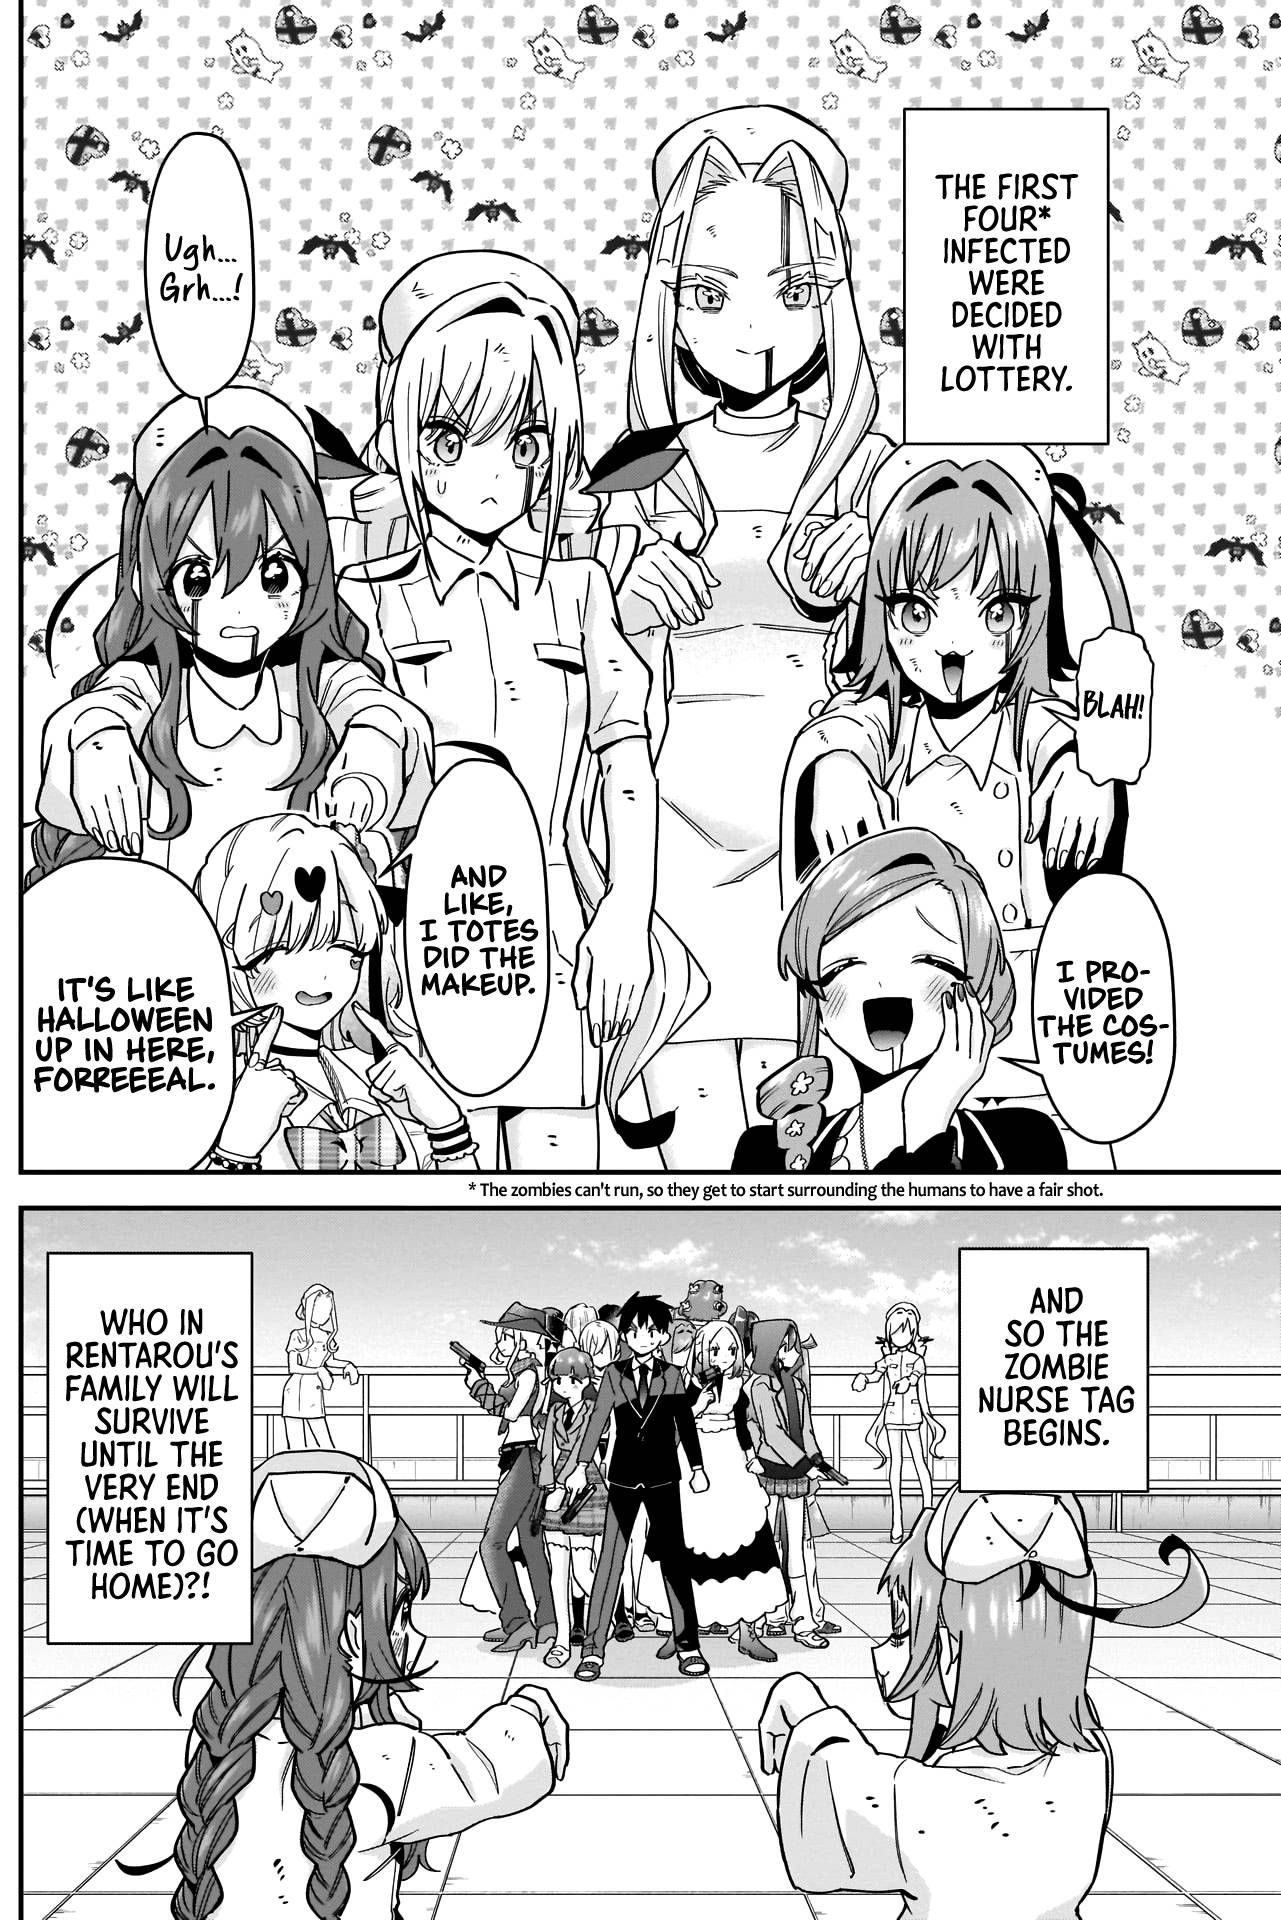 THE FIRST
FOUR*
INFECTED
WERE
DECIDED
WITH
LOTTERY.
Ugh...
Grh...!
BLAH!
AND
LIKE,
I TOTES
DID THE
MAKEUP.
IT'S LIKE
HALLOWEEN
UP IN HERE,
FORREEEAL.
I PRO-
VIDED
THE COS-
TUMES!
* The zombies can't run, so they get to start surrounding the humans to have a fair shot.
AND
SO THE
ZOMBIE
NURSE TAG
BEGINS.
WHO IN
RENTAROU'S
FAMILY WILL
SURVIVE
UNTIL THE
VERY END
(WHEN IT'S
TIME TO GO
HOME)?!